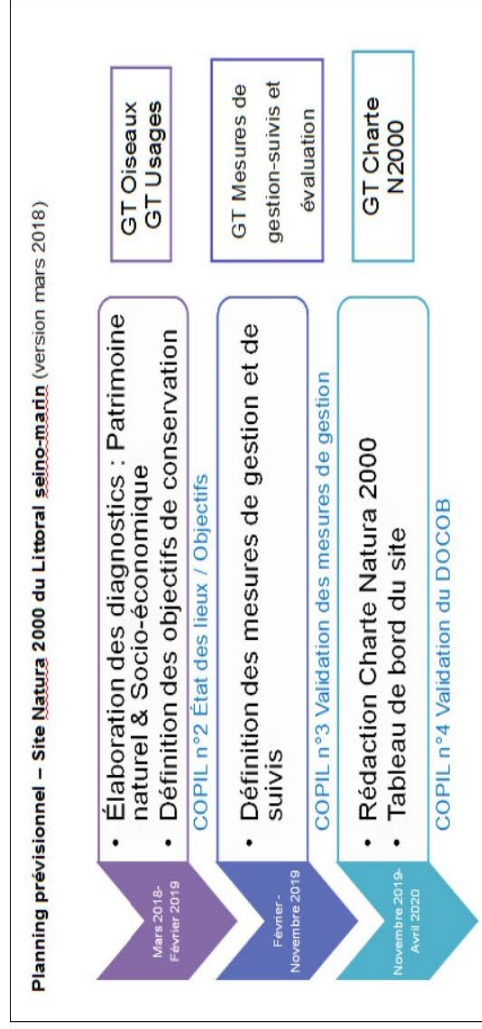 Planning prévisionnel – Site Natura 2000 du Littoral seino-marin (version mars 2018)
Mars 2018-
Février 2019
• Élaboration des diagnostics : Patrimoine
naturel & Socio-économique
• Définition des objectifs de conservation
GT Oiseaux
GT Usages
COPIL n°2 État des lieux / Objectifs
Février -
Novembre 2019
• Définition des mesures de gestion et de
suivis
GT Mesures de
gestion-suivis et
évaluation
COPIL n°3 Validation des mesures de gestion
Novembre 2019-
Avril 2020
• Rédaction Charte Natura 2000
• Tableau de bord du site
GT Charte
N2000
COPIL n°4 Validation du DOCOB